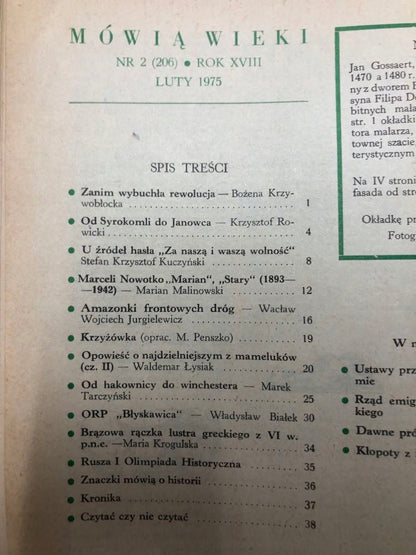 MÓWIĄ WIEKI
NR 2 (206) ● ROK XVIII
LUTY 1975
SPIS TREŚCI
● Zanim wybuchła rewolucja — Bożena Krzy-
wobłocka . . . . . . . . . . 1
● Od Syrokomli do Janowca — Krzysztof Ro-
wicki . . . . . . . . . . 4
● U źródeł hasła „Za naszą i waszą wolność”
Stefan Krzysztof Kuczyński . . . . . 8
● Marceli Nowotko „Marian”, „Stary” (1893—
—1942) — Marian Malinowski . . . . . 12
● Amazonki frontowych dróg — Wacław
Wojciech Jurgielewicz . . . . . 16
● Krzyżówka (oprac. M. Penszko) . . . . 19
● Opowieść o najdzielniejszym z mameluków
(cz. II) — Waldemar Łysiak . . . . . 20
● Od hakownicy do winchestera — Marek
Tarczyński . . . . . . . . . . 25
● ORP „Błyskawica” — Władysław Białek 30
● Brązowa rączka lustra greckiego z VI w.
p.n.e. —Maria Krogulska . . . . . 34
● Rusza I Olimpiada Historyczna . . . . 35
● Znaczki mówią o historii . . . . . 36
● Kronika . . . . . . . . . . 37
● Czytać czy nie czytać . . . . . 38
Jan Gossaert,
1470 a 1480 r.
ny z dworem F
syna Filipa Do
bitnych mala
str. 1 okładki
tora malarza,
townej szacie,
terystycznym
Na IV stroni
fasada od str
Okładkę pr
Fotog
W n
● Ustawy przy
mie
● Rząd emig
kiego
● Dawne pró
● Kłopoty z